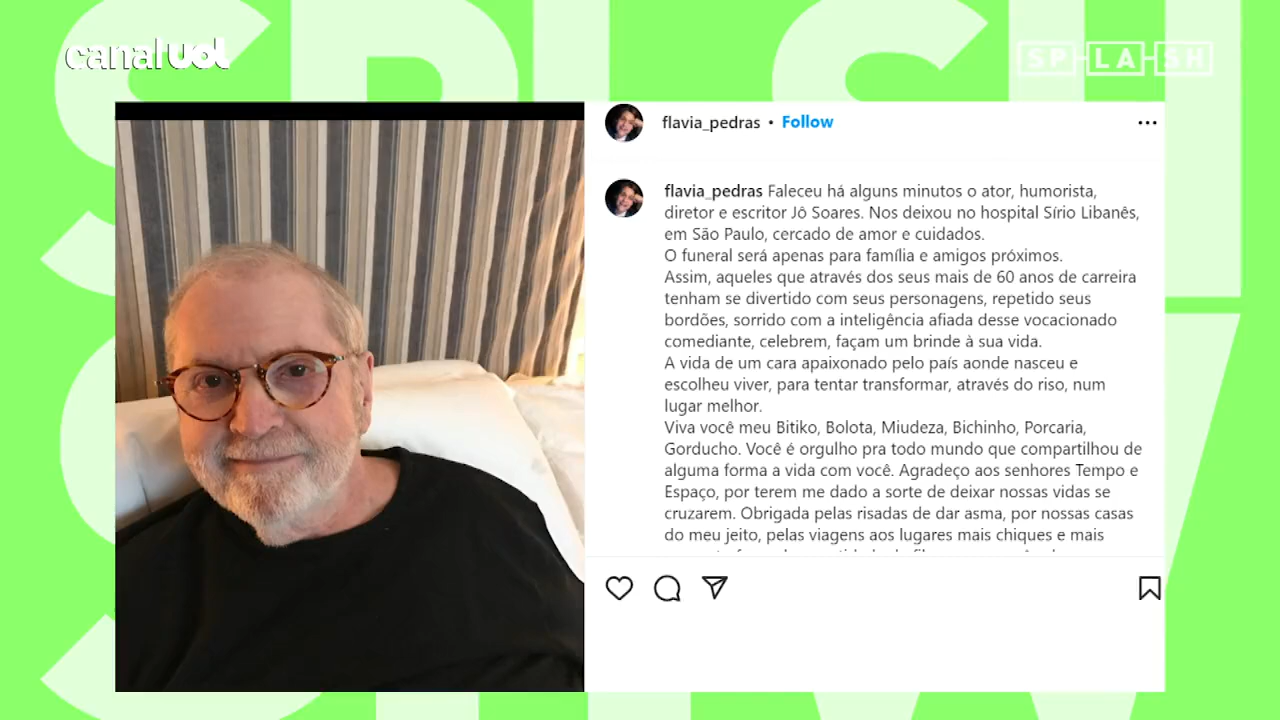 canal uol
SP-LA-SH
flavia_pedras • Follow
flavia_pedras Faleceu há alguns minutos o ator, humorista,
diretor e escritor Jô Soares. Nos deixou no hospital Sírio Libanês,
em São Paulo, cercado de amor e cuidados.
O funeral será apenas para família e amigos próximos.
Assim, aqueles que através dos seus mais de 60 anos de carreira
tenham se divertido com seus personagens, repetido seus
bordões, sorrido com a inteligência afiada desse vocacionado
comediante, celebrem, façam um brinde à sua vida.
A vida de um cara apaixonado pelo país aonde nasceu e
escolheu viver, para tentar transformar, através do riso, num
lugar melhor.
Viva você meu Bitiko, Bolota, Miudeza, Bichinho, Porcaria,
Gorducho. Você é orgulho pra todo mundo que compartilhou de
alguma forma a vida com você. Agradeço aos senhores Tempo e
Espaço, por terem me dado a sorte de deixar nossas vidas se
cruzarem. Obrigada pelas risadas de dar asma, por nossas casas
do meu jeito, pelas viagens aos lugares mais chiques e mais